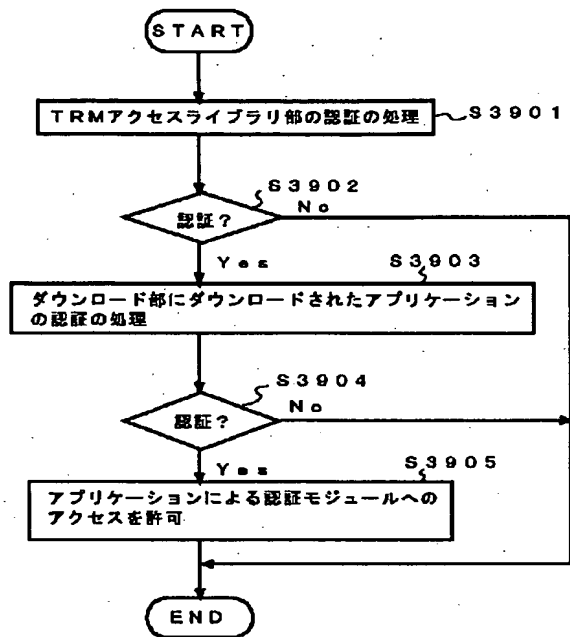 START
TRMアクセスライブラリ部の認証の処理
S3901
S3902
認証?
No
Yes
S3903
ダウンロード部にダウンロードされたアプリケーション
の認証の処理
S3904
認証?
No
Yes
S3905
アプリケーションによる認証モジュールへの
アクセスを許可
END